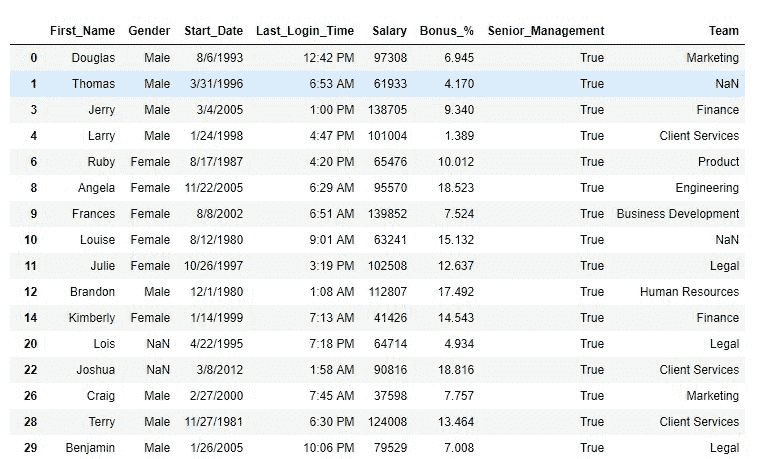 First_Name Gender Start_Date Last_Login_Time Salary Bonus_% Senior_Management Team
0 Douglas Male 8/6/1993 12:42 PM 97308 6.945 True Marketing
1 Thomas Male 3/31/1996 6:53 AM 61933 4.170 True NaN
3 Jerry Male 3/4/2005 1:00 PM 138705 9.340 True Finance
4 Larry Male 1/24/1998 4:47 PM 101004 1.389 True Client Services
6 Ruby Female 8/17/1987 4:20 PM 65476 10.012 True Product
8 Angela Female 11/22/2005 6:29 AM 95570 18.523 True Engineering
9 Frances Female 8/8/2002 6:51 AM 139852 7.524 True Business Development
10 Louise Female 8/12/1980 9:01 AM 63241 15.132 True NaN
11 Julie Female 10/26/1997 3:19 PM 102508 12.637 True Legal
12 Brandon Male 12/1/1980 1:08 AM 112807 17.492 True Human Resources
14 Kimberly Female 1/14/1999 7:13 AM 41426 14.543 True Finance
20 Lois NaN 4/22/1995 7:18 PM 64714 4.934 True Legal
22 Joshua NaN 3/8/2012 1:58 AM 90816 18.816 True Client Services
26 Craig Male 2/27/2000 7:45 AM 37598 7.757 True Marketing
28 Terry Male 11/27/1981 6:30 PM 124008 13.464 True Client Services
29 Benjamin Male 1/26/2005 10:06 PM 79529 7.008 True Legal